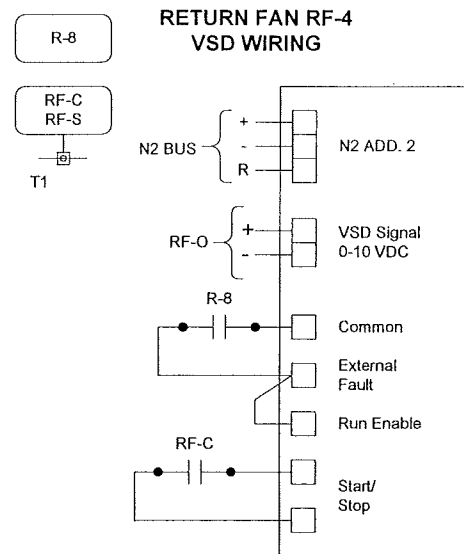 RETURN FAN RF-4
VSD WIRING
R-8
RF-C
RF-S
T1
N2 BUS
+
-
R
N2 ADD. 2
RF-O
+
-
VSD Signal
0-10 VDC
R-8
Common
External
Fault
Run Enable
RF-C
Start/
Stop